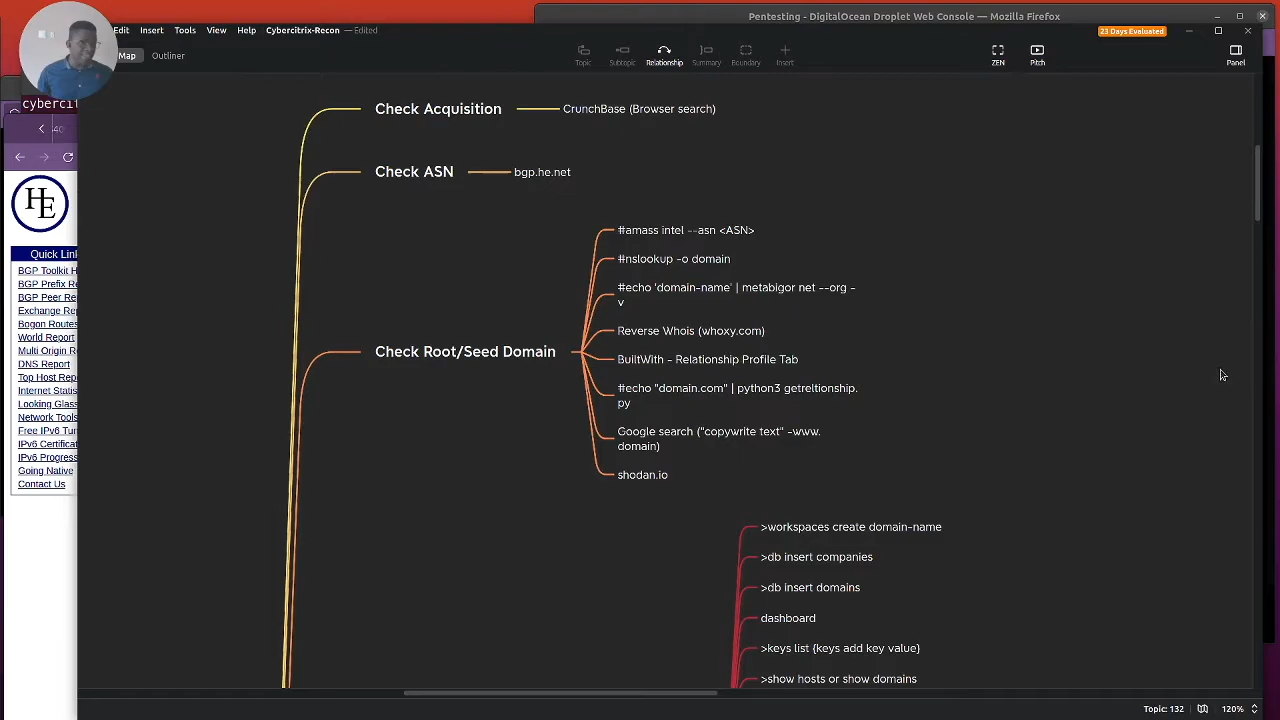 Pentesting - DigitalOcean Droplet Web Console — Mozilla Firefox
Edit Insert Tools View Help Cybercitrix-Recon — Edited
23 Days Evaluated
Map Outliner
Topic Subtopic Relationship Summary Boundary Insert ZEN Pitch Panel
Check Acquisition
CrunchBase (Browser search)
Check ASN
bgp.he.net
Check Root/Seed Domain
#amass intel --asn <ASN>
#nslookup -o domain
#echo 'domain-name' | metabigor net --org -
v
Reverse Whois (whoxy.com)
BuiltWith - Relationship Profile Tab
#echo "domain.com" | python3 getreltionship.
py
Google search ("copywrite text" -www.
domain)
shodan.io
>workspaces create domain-name
>db insert companies
>db insert domains
dashboard
>keys list {keys add key value}
>show hosts or show domains
HE
Quick Link
BGP Toolkit H
BGP Prefix Re
BGP Peer Rep
Exchange Rep
Bogon Routes
World Report
Multi Origin R
DNS Report
Top Host Repo
Internet Statis
Looking Glass
Network Tools
Free IPv6 Tun
IPv6 Certificat
IPv6 Progress
Going Native
Contact Us
Topic: 132
120%